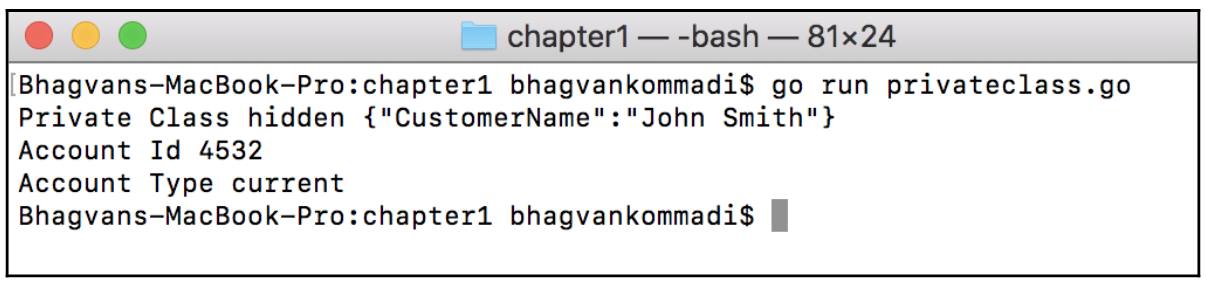 chapter1 — -bash — 81×24
[Bhagvans-MacBook-Pro:chapter1 bhagvankommadi$ go run privateclass.go
Private Class hidden {"CustomerName":"John Smith"}
Account Id 4532
Account Type current
Bhagvans-MacBook-Pro:chapter1 bhagvankommadi$